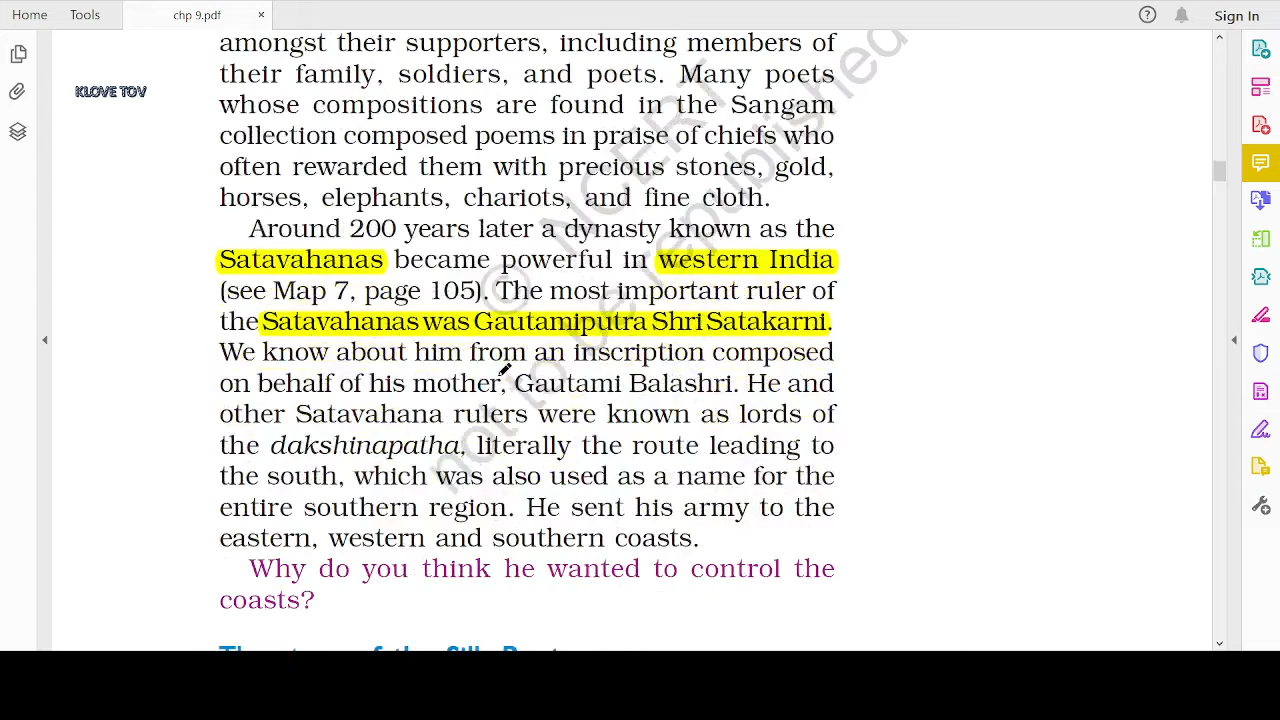 Home Tools chp 9.pdf × Sign In
KLOVE TOV
amongst their supporters, including members of
their family, soldiers, and poets. Many poets
whose compositions are found in the Sangam
collection composed poems in praise of chiefs who
often rewarded them with precious stones, gold,
horses, elephants, chariots, and fine cloth.
Around 200 years later a dynasty known as the
Satavahanas became powerful in western India
(see Map 7, page 105). The most important ruler of
the Satavahanas was Gautamiputra Shri Satakarni.
We know about him from an inscription composed
on behalf of his mother, Gautami Balashri. He and
other Satavahana rulers were known as lords of
the dakshinapatha, literally the route leading to
the south, which was also used as a name for the
entire southern region. He sent his army to the
eastern, western and southern coasts.
Why do you think he wanted to control the
coasts?
© NCERT
not to be republished